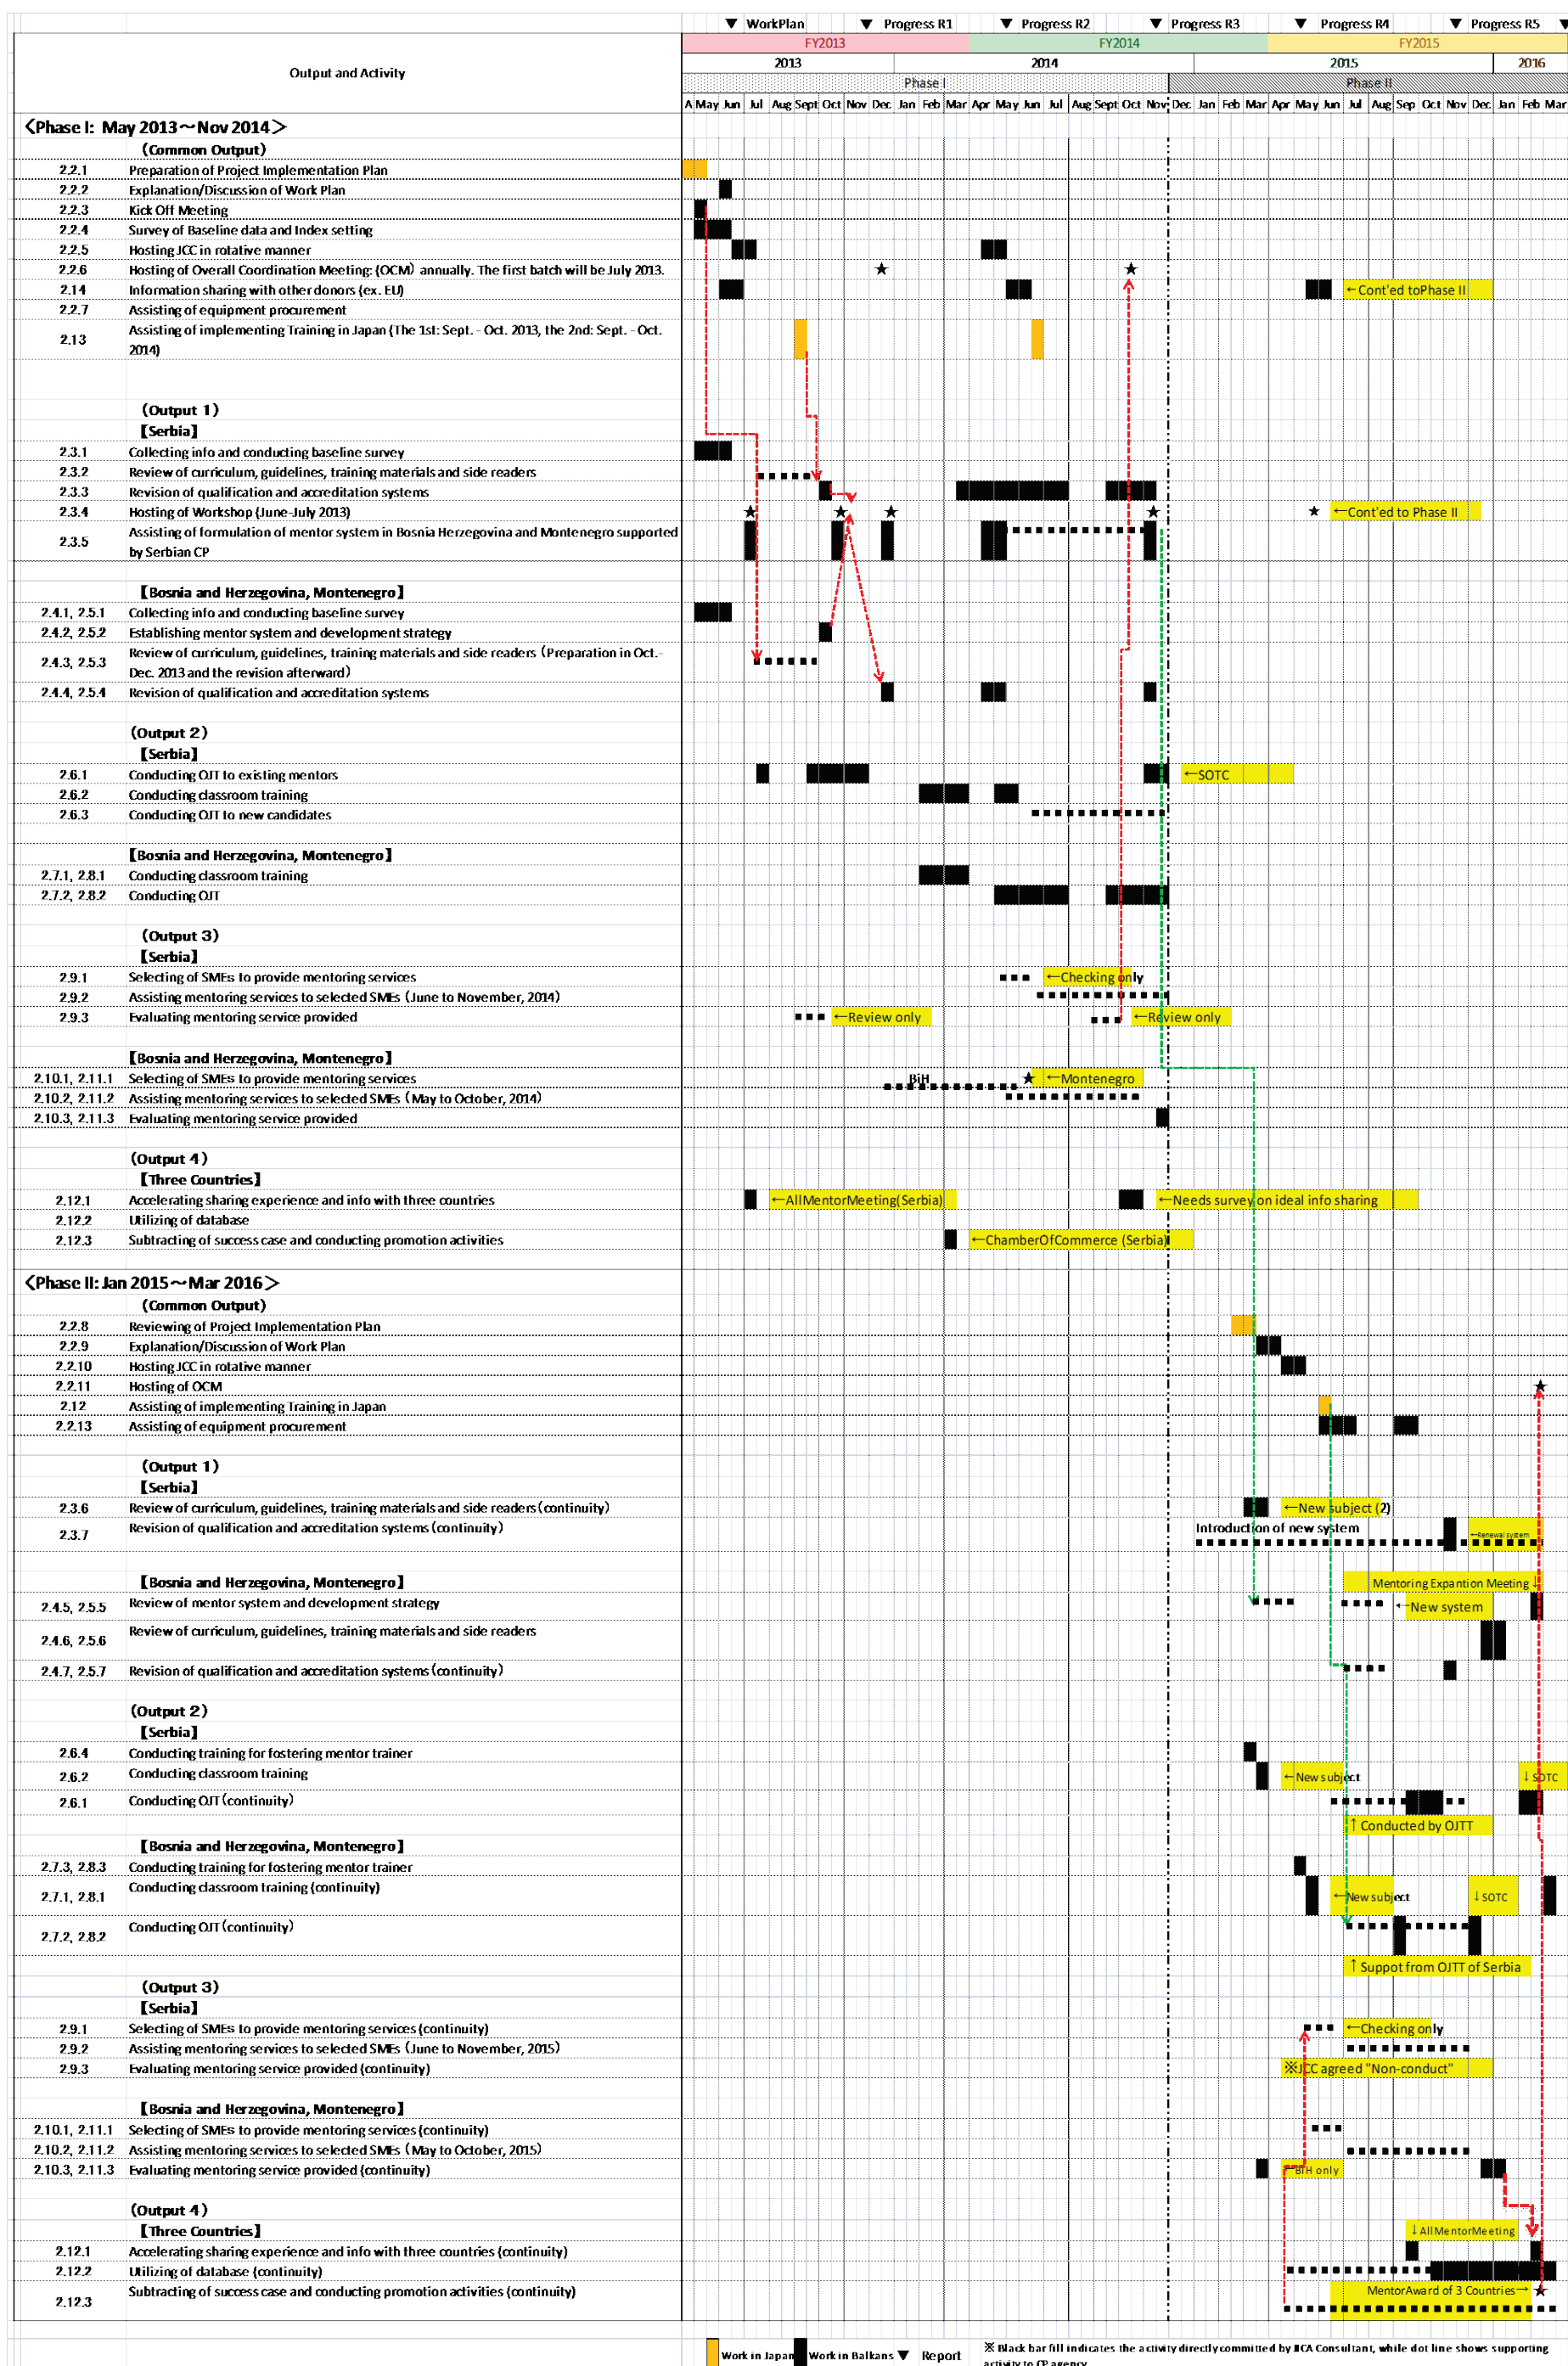 ▼ WorkPlan ▼ Progress R1 ▼ Progress R2 ▼ Progress R3 ▼ Progress R4 ▼ Progress R5 ▼
Output and Activity
FY2013 FY2014 FY2015
2013 2014 2015 2016
Phase I Phase II
A May Jun Jul Aug Sept Oct Nov Dec. Jan Feb Mar Apr May Jun Jul Aug Sept Oct Nov Dec. Jan Feb Mar Apr May Jun Jul Aug Sep Oct Nov Dec. Jan Feb Mar
<Phase I: May 2013～Nov 2014>
(Common Output)
2.2.1 Preparation of Project Implementation Plan
2.2.2 Explanation/Discussion of Work Plan
2.2.3 Kick Off Meeting
2.2.4 Survey of Baseline data and Index setting
2.2.5 Hosting JCC in rotative manner
2.2.6 Hosting of Overall Coordination Meeting: (OCM) annually. The first batch will be July 2013. ★ ★
2.14 Information sharing with other donors (ex. EU) ←Cont'ed toPhase II
2.2.7 Assisting of equipment procurement
2.13 Assisting of implementing Training in Japan (The 1st: Sept. - Oct. 2013, the 2nd: Sept. - Oct.
2014)
(Output 1)
【Serbia】
2.3.1 Collecting info and conducting baseline survey
2.3.2 Review of curriculum, guidelines, training materials and side readers
2.3.3 Revision of qualification and accreditation systems
2.3.4 Hosting of Workshop (June-July 2013) ★ ★ ★ ★ ★ ←Cont'ed to Phase II
2.3.5 Assisting of formulation of mentor system in Bosnia Herzegovina and Montenegro supported
by Serbian CP
【Bosnia and Herzegovina, Montenegro】
2.4.1, 2.5.1 Collecting info and conducting baseline survey
2.4.2, 2.5.2 Establishing mentor system and development strategy
2.4.3, 2.5.3 Review of curriculum, guidelines, training materials and side readers (Preparation in Oct.-
Dec. 2013 and the revision afterward)
2.4.4, 2.5.4 Revision of qualification and accreditation systems
(Output 2)
【Serbia】
2.6.1 Conducting OJT to existing mentors ←SOTC
2.6.2 Conducting classroom training
2.6.3 Conducting OJT to new candidates
【Bosnia and Herzegovina, Montenegro】
2.7.1, 2.8.1 Conducting classroom training
2.7.2, 2.8.2 Conducting OJT
(Output 3)
【Serbia】
2.9.1 Selecting of SMEs to provide mentoring services ←Checking only
2.9.2 Assisting mentoring services to selected SMEs (June to November, 2014)
2.9.3 Evaluating mentoring service provided ←Review only ←Review only
【Bosnia and Herzegovina, Montenegro】
2.10.1, 2.11.1 Selecting of SMEs to provide mentoring services BiH ★ ←Montenegro
2.10.2, 2.11.2 Assisting mentoring services to selected SMEs (May to October, 2014)
2.10.3, 2.11.3 Evaluating mentoring service provided
(Output 4)
【Three Countries】
2.12.1 Accelerating sharing experience and info with three countries ←AllMentorMeeting(Serbia) ←Needs survey on ideal info sharing
2.12.2 Utilizing of database
2.12.3 Subtracting of success case and conducting promotion activities ←ChamberOfCommerce (Serbia)
<Phase II: Jan 2015～Mar 2016>
(Common Output)
2.2.8 Reviewing of Project Implementation Plan
2.2.9 Explanation/Discussion of Work Plan
2.2.10 Hosting JCC in rotative manner
2.2.11 Hosting of OCM ★
2.12 Assisting of implementing Training in Japan
2.2.13 Assisting of equipment procurement
(Output 1)
【Serbia】
2.3.6 Review of curriculum, guidelines, training materials and side readers (continuity) ←New subject (2)
2.3.7 Revision of qualification and accreditation systems (continuity) Introduction of new system ←Renewal system
【Bosnia and Herzegovina, Montenegro】 Mentoring Expantion Meeting ↓
2.4.5, 2.5.5 Review of mentor system and development strategy ←New system
2.4.6, 2.5.6 Review of curriculum, guidelines, training materials and side readers
2.4.7, 2.5.7 Revision of qualification and accreditation systems (continuity)
(Output 2)
【Serbia】
2.6.4 Conducting training for fostering mentor trainer
2.6.2 Conducting classroom training ←New subject ↓SOTC
2.6.1 Conducting OJT (continuity)
↑Conducted by OJTT
【Bosnia and Herzegovina, Montenegro】
2.7.3, 2.8.3 Conducting training for fostering mentor trainer
2.7.1, 2.8.1 Conducting classroom training (continuity) ←New subject ↓SOTC
2.7.2, 2.8.2 Conducting OJT (continuity)
↑Suppot from OJTT of Serbia
(Output 3)
【Serbia】
2.9.1 Selecting of SMEs to provide mentoring services (continuity) ←Checking only
2.9.2 Assisting mentoring services to selected SMEs (June to November, 2015)
2.9.3 Evaluating mentoring service provided (continuity) ※JCC agreed "Non-conduct"
【Bosnia and Herzegovina, Montenegro】
2.10.1, 2.11.1 Selecting of SMEs to provide mentoring services (continuity)
2.10.2, 2.11.2 Assisting mentoring services to selected SMEs (May to October, 2015)
2.10.3, 2.11.3 Evaluating mentoring service provided (continuity) ←BiH only
(Output 4)
【Three Countries】 ↓AllMentorMeeting
2.12.1 Accelerating sharing experience and info with three countries (continuity)
2.12.2 Utilizing of database (continuity)
2.12.3 Subtracting of success case and conducting promotion activities (continuity) MentorAward of 3 Countries→ ★
Work in Japan Work in Balkans ▼ Report ※ Black bar fill indicates the activity directly committed by JICA Consultant, while dot line shows supporting
activity to CP agency